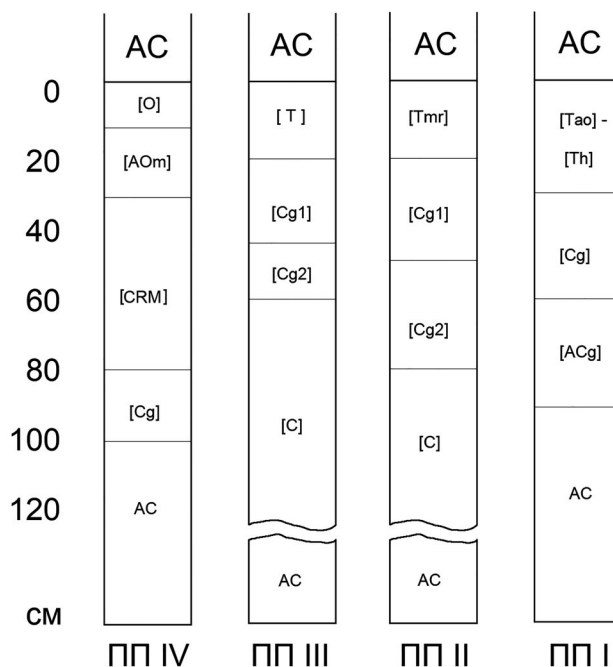 AC AC AC AC
0
[O] [ T ] [Tmr] [Tao] -
20
[AOm] [Th]
40
[Cg1] [Cg1]
[Cg] [Cg2]
60
[CRM] [Cg2] [ACg]
80
[Cg] [C] [C]
100
120
AC AC
AC AC
см
ПП IV ПП III ПП II ПП I